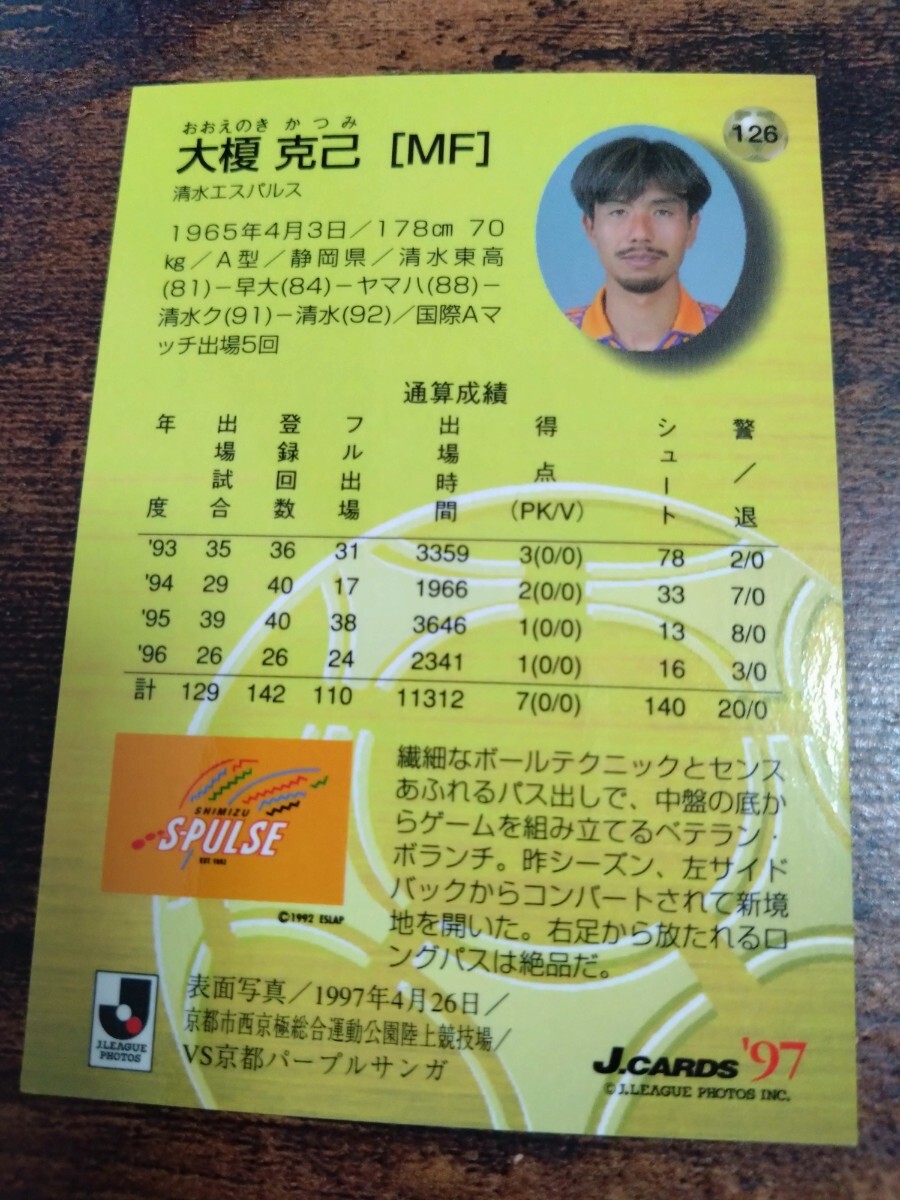 おおえのき かつみ
大榎 克己 [MF]
126
清水エスパルス
1965年4月3日／178㎝ 70
㎏／A型／静岡県／清水東高
(81)−早大(84)−ヤマハ(88)−
清水ク(91)−清水(92)／国際Aマ
ッチ出場5回
通算成績
年度 出場試合 登録回数 フル出場 出場時間 得点(PK/V) シュート 警／退
'93 35 36 31 3359 3(0/0) 78 2/0
'94 29 40 17 1966 2(0/0) 33 7/0
'95 39 40 38 3646 1(0/0) 13 8/0
'96 26 26 24 2341 1(0/0) 16 3/0
計 129 142 110 11312 7(0/0) 140 20/0
SHIMIZU
S-PULSE
EST. 1992
©1992 ESLAP
繊細なボールテクニックとセンス
あふれるパス出しで、中盤の底か
らゲームを組み立てるベテラン・
ボランチ。昨シーズン、左サイド
バックからコンバートされて新境
地を開いた。右足から放たれるロ
ングパスは絶品だ。
J.LEAGUE
PHOTOS
表面写真／1997年4月26日／
京都市西京極総合運動公園陸上競技場／
VS京都パープルサンガ
J.CARDS '97
© J.LEAGUE PHOTOS INC.